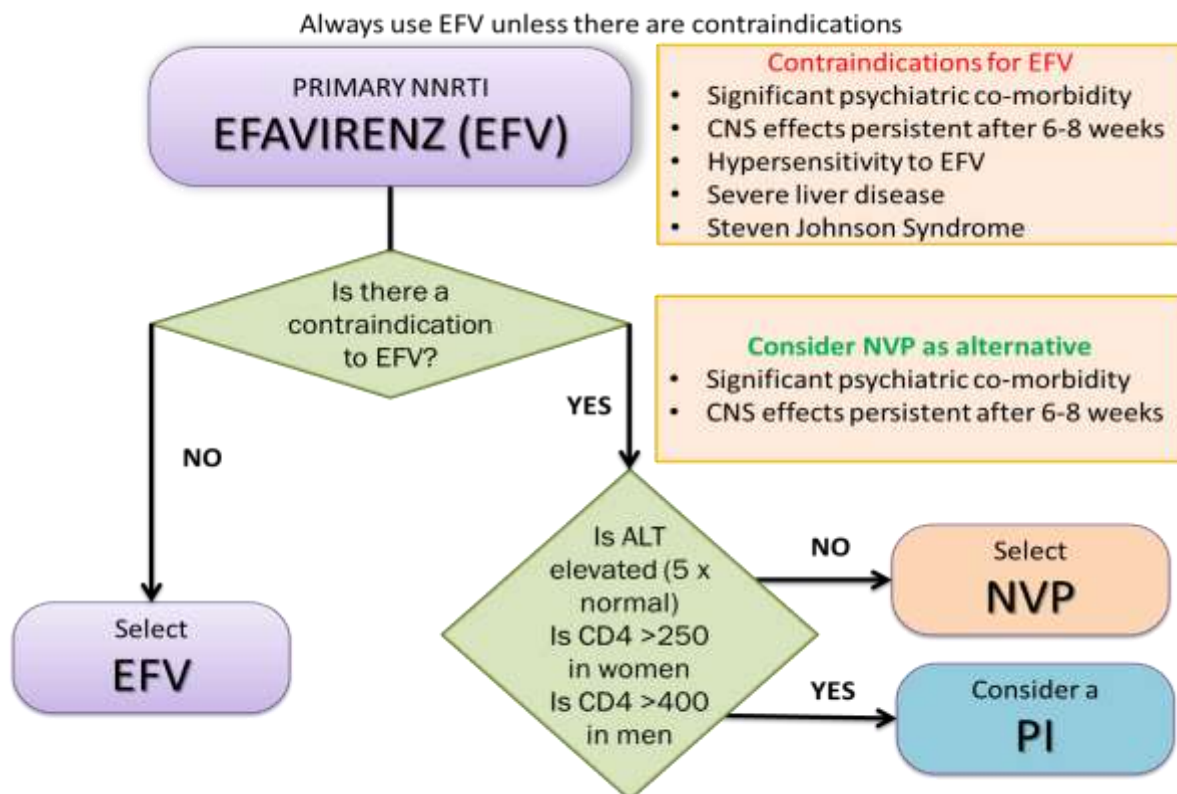 Always use EFV unless there are contraindications
PRIMARY NNRTI
EFAVIRENZ (EFV)
Contraindications for EFV
• Significant psychiatric co-morbidity
• CNS effects persistent after 6-8 weeks
• Hypersensitivity to EFV
• Severe liver disease
• Steven Johnson Syndrome
Is there a
contraindication
to EFV?
Consider NVP as alternative
• Significant psychiatric co-morbidity
• CNS effects persistent after 6-8 weeks
YES
NO
Is ALT
elevated (5 x
normal)
Is CD4 >250
in women
Is CD4 >400
in men
NO
Select
NVP
Select
EFV
YES
Consider a
PI